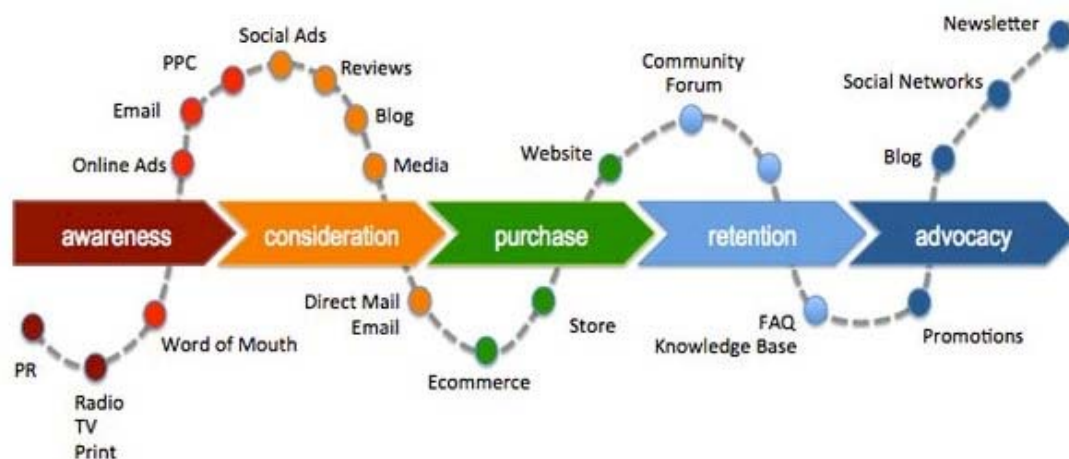 Newsletter
Social Ads
PPC
Reviews
Community
Forum
Social Networks
Email
Blog
Online Ads
Media
Website
Blog
awareness
consideration
purchase
retention
advocacy
Direct Mail
Email
Store
FAQ
Knowledge Base
Promotions
Word of Mouth
PR
Ecommerce
Radio
TV
Print